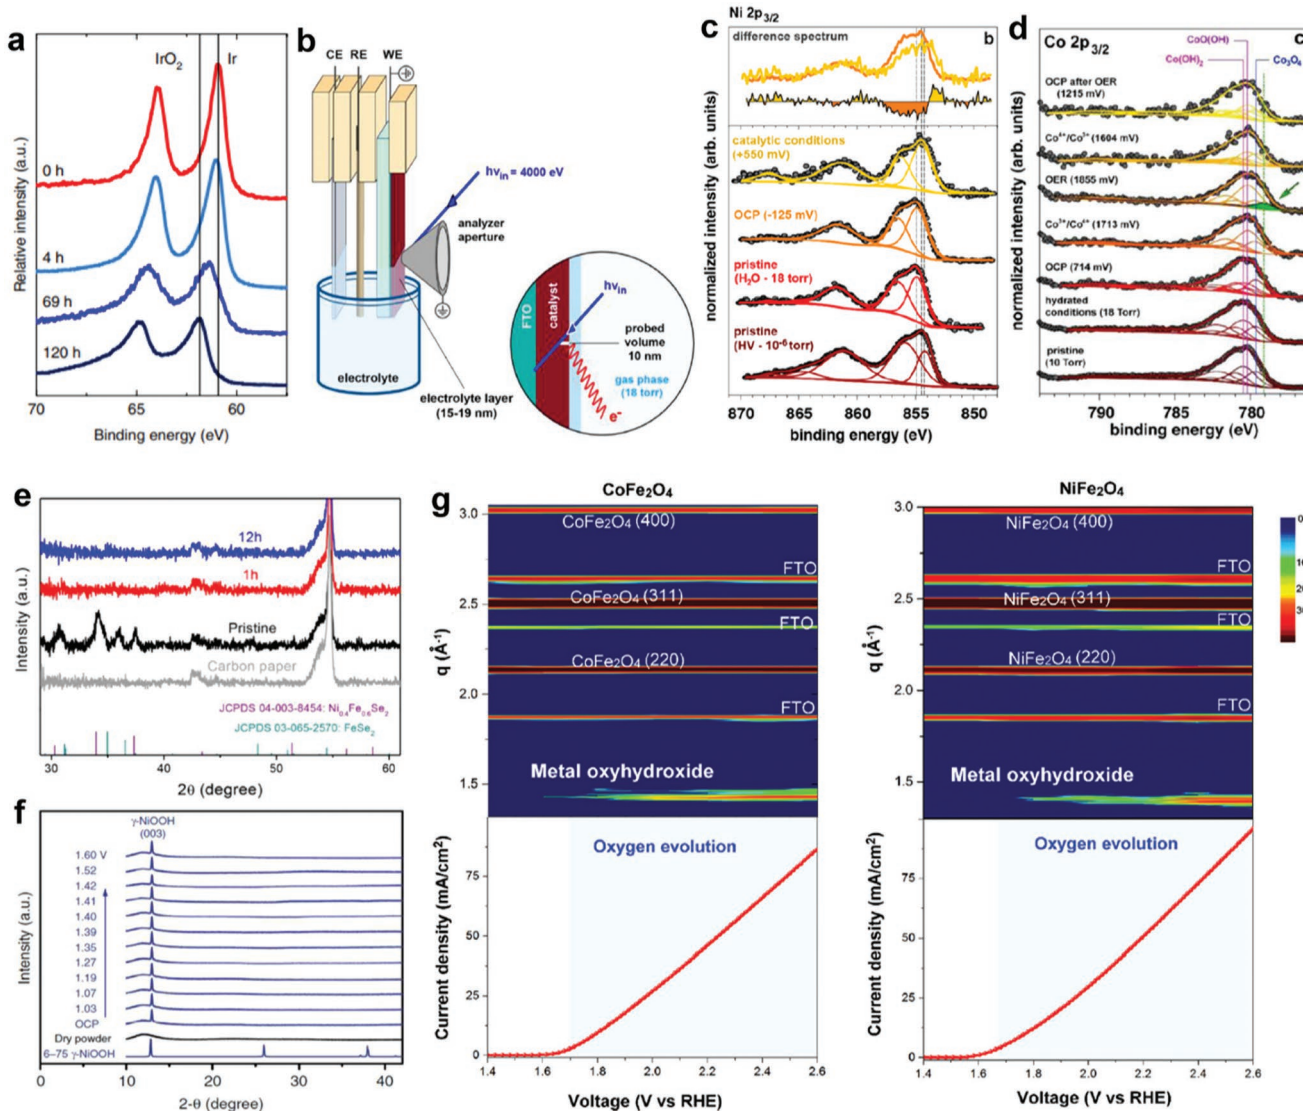 a
IrO2
Ir
0 h
4 h
69 h
120 h
Relative intensity (a.u.)
70
65
60
Binding energy (eV)
b
CE
RE
WE
hνin = 4000 eV
analyzer
aperture
electrolyte
electrolyte layer
(15-19 nm)
FTO
catalyst
hνin
probed
volume
10 nm
gas phase
(18 torr)
e-
c
Ni 2p3/2
difference spectrum
b
catalytic conditions
(+550 mV)
OCP (-125 mV)
pristine
(H2O - 18 torr)
pristine
(HV - 10-6 torr)
normalized intensity (arb. units)
870
865
860
855
850
binding energy (eV)
d
Co 2p3/2
CoO(OH)
Co(OH)2
Co3O4
c
OCP after OER
(1215 mV)
OER (1855 mV)
OCP (714 mV)
hydrated
conditions (18 Torr)
pristine
(10 Torr)
normalized intensity (arb. units)
790
785
780
binding energy (eV)
e
12h
1h
Pristine
Carbon paper
JCPDS 04-003-8454: Ni0.4Fe0.6Se2
JCPDS 03-065-2570: FeSe2
Intensity (a.u.)
30
40
50
60
2θ (degree)
f
γ-NiOOH
(003)
1.60 V
1.52
1.42
1.41
1.40
1.39
1.35
1.27
1.19
1.07
1.03
OCP
Dry powder
6–75 γ-NiOOH
Intensity (a.u.)
0
10
20
30
40
2-θ (degree)
g
CoFe2O4
3.0
2.5
2.0
1.5
q (Å-1)
CoFe2O4 (400)
FTO
CoFe2O4 (311)
FTO
CoFe2O4 (220)
FTO
Metal oxyhydroxide
Oxygen evolution
75
50
25
0
Current density (mA/cm2)
1.4
1.6
1.8
2.0
2.2
2.4
2.6
Voltage (V vs RHE)
NiFe2O4
3.0
2.5
2.0
1.5
q (Å-1)
NiFe2O4 (400)
FTO
NiFe2O4 (311)
FTO
NiFe2O4 (220)
FTO
Metal oxyhydroxide
Oxygen evolution
75
50
25
0
Current density (mA/cm2)
1.4
1.6
1.8
2.0
2.2
2.4
2.6
Voltage (V vs RHE)